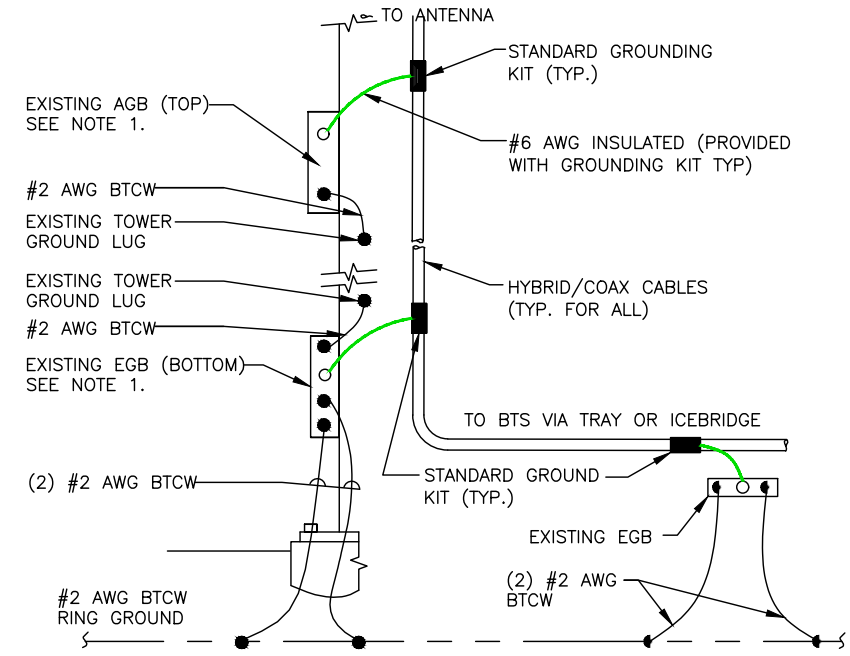 TO ANTENNA
STANDARD GROUNDING
KIT (TYP.)
EXISTING AGB (TOP)
SEE NOTE 1.
#6 AWG INSULATED (PROVIDED
WITH GROUNDING KIT TYP)
#2 AWG BTCW
EXISTING TOWER
GROUND LUG
EXISTING TOWER
GROUND LUG
HYBRID/COAX CABLES
(TYP. FOR ALL)
#2 AWG BTCW
EXISTING EGB (BOTTOM)
SEE NOTE 1.
TO BTS VIA TRAY OR ICEBRIDGE
(2) #2 AWG BTCW
STANDARD GROUND
KIT (TYP.)
EXISTING EGB
(2) #2 AWG
BTCW
#2 AWG BTCW
RING GROUND